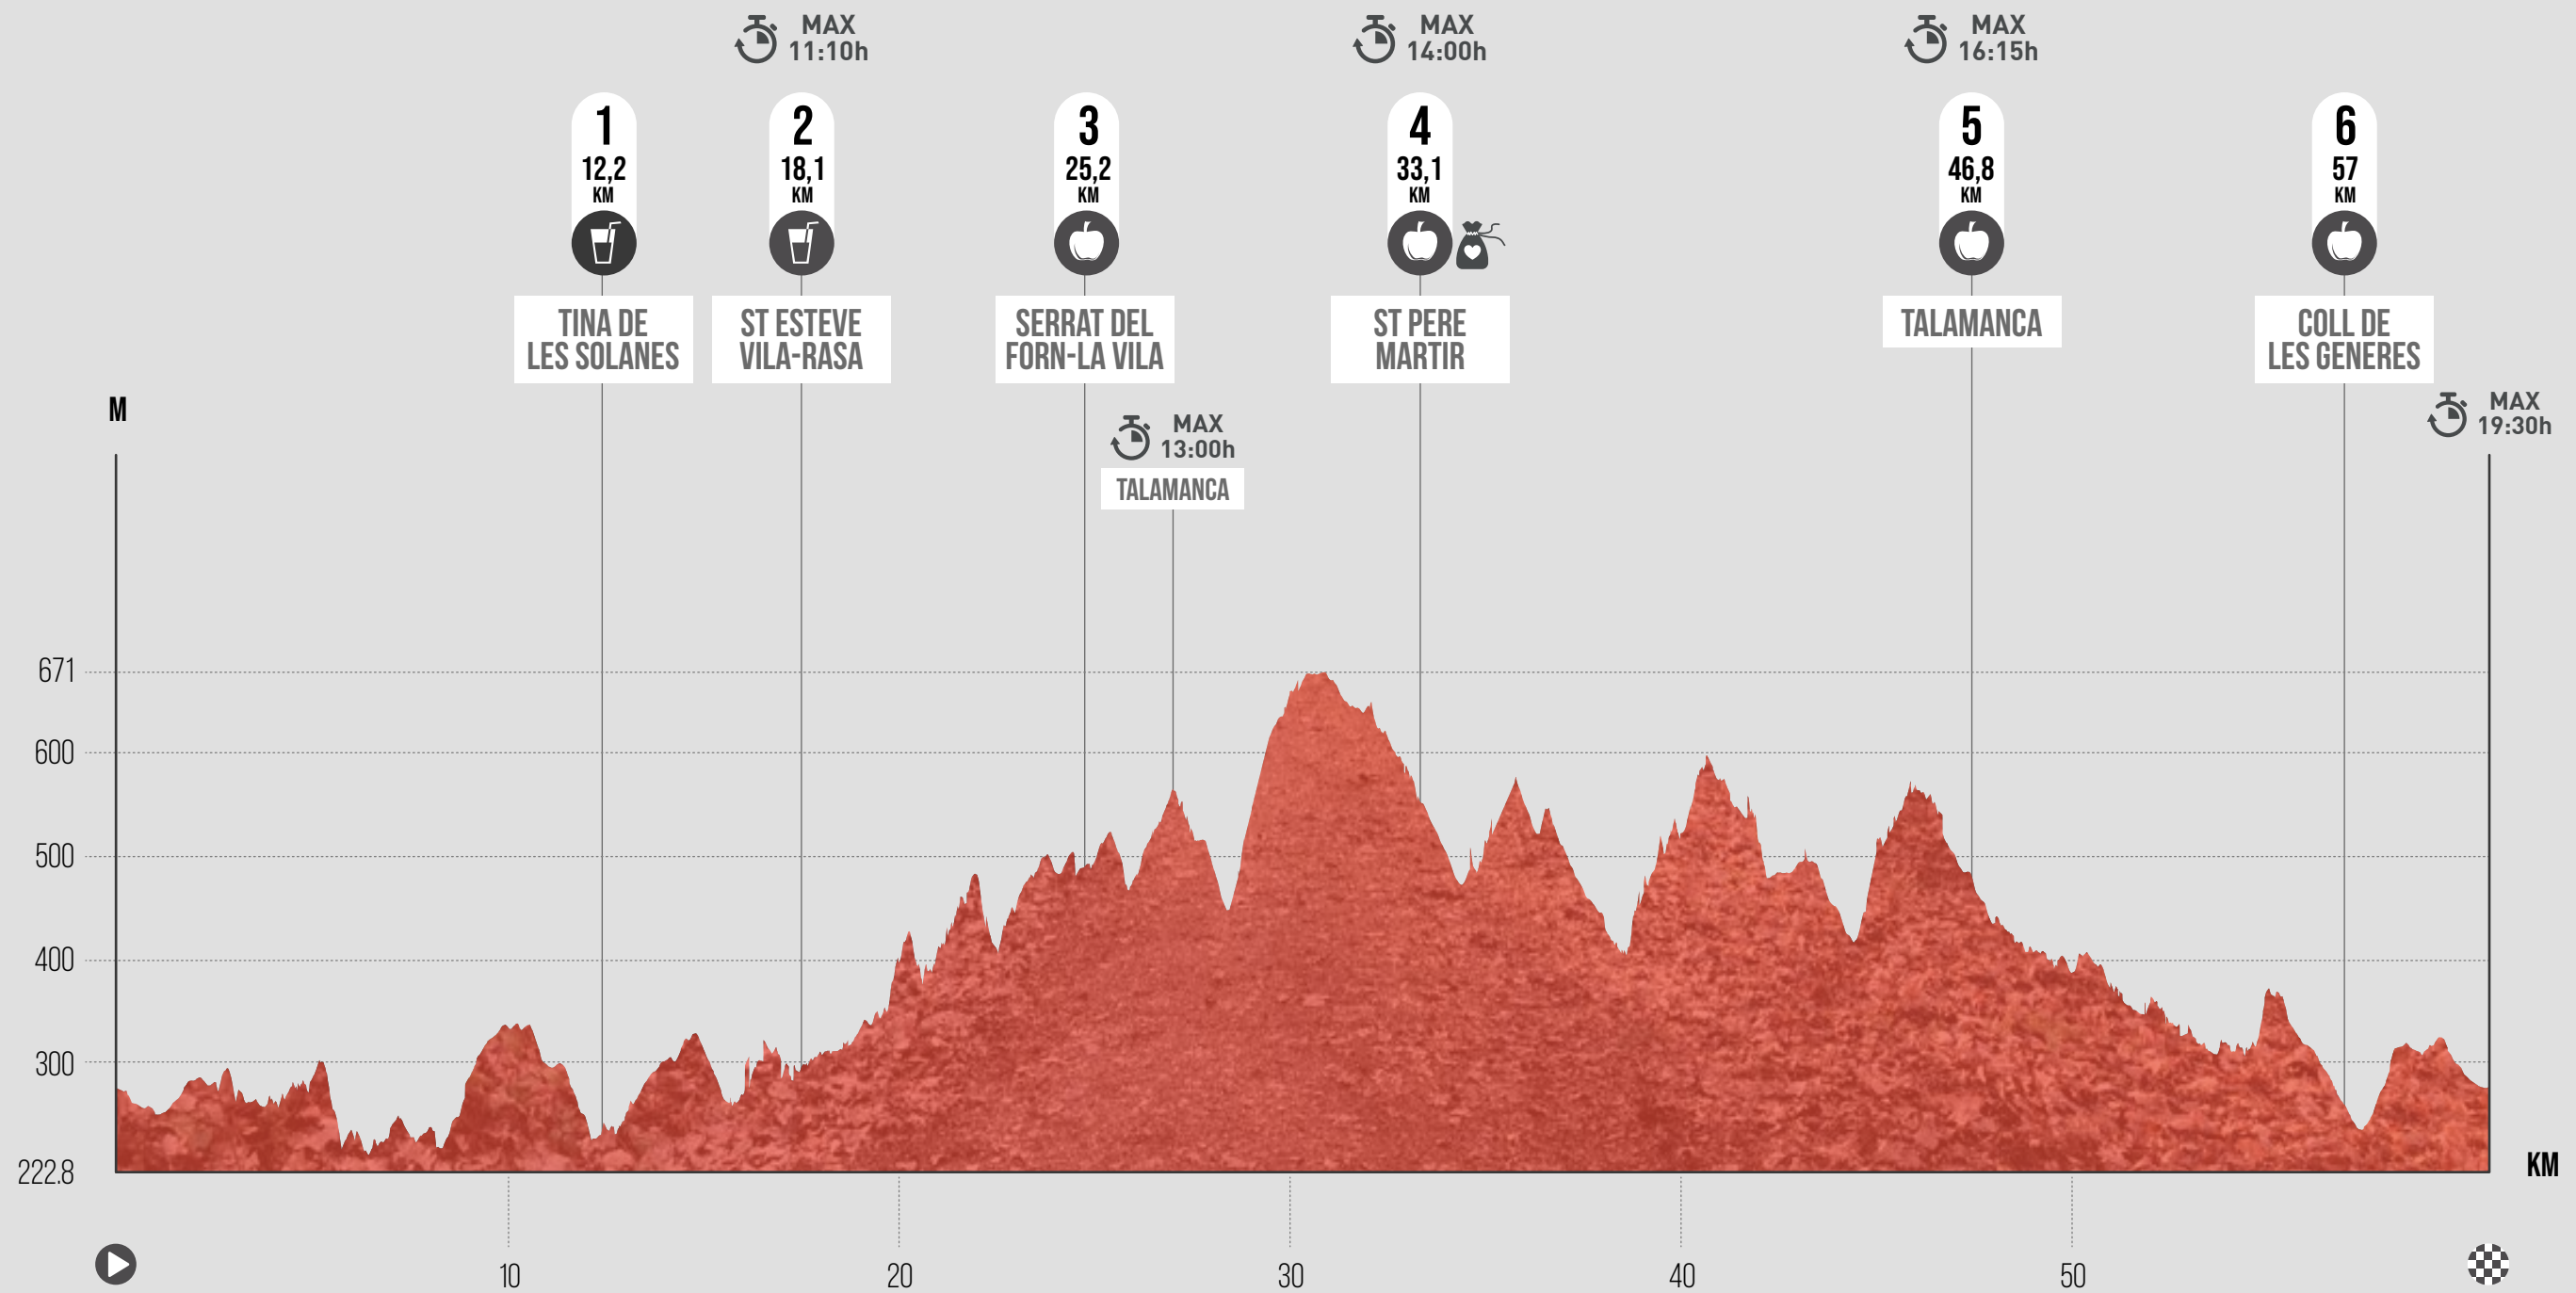 MAX
11:10h
MAX
14:00h
MAX
16:15h
1
12,2
KM
2
18,1
KM
3
25,2
KM
4
33,1
KM
5
46,8
KM
6
57
KM
TINA DE
LES SOLANES
ST ESTEVE
VILA-RASA
SERRAT DEL
FORN-LA VILA
ST PERE
MARTIR
TALAMANCA
COLL DE
LES GENERES
M
MAX
13:00h
TALAMANCA
MAX
19:30h
671
600
500
400
300
222.8
KM
10
20
30
40
50